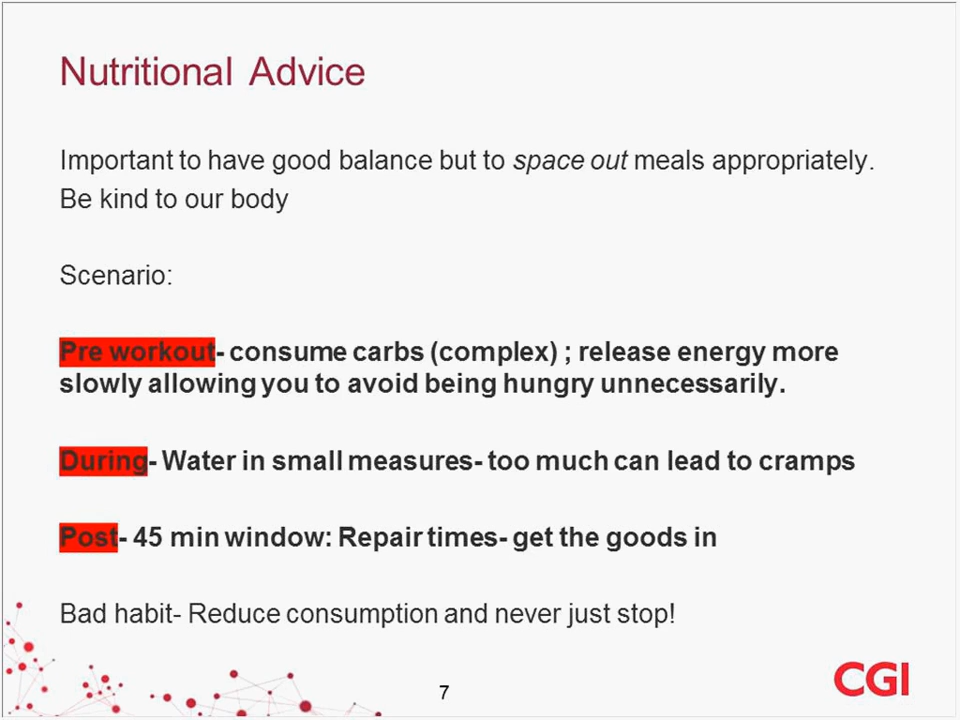 Nutritional Advice
Important to have good balance but to space out meals appropriately.
Be kind to our body
Scenario:
Pre workout- consume carbs (complex) ; release energy more
slowly allowing you to avoid being hungry unnecessarily.
During- Water in small measures- too much can lead to cramps
Post- 45 min window: Repair times- get the goods in
Bad habit- Reduce consumption and never just stop!
CGI
7